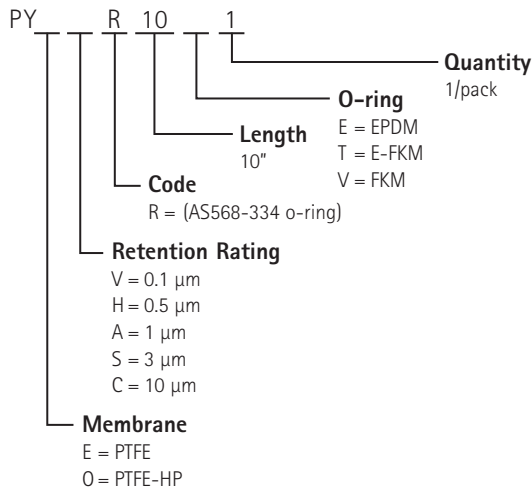 PY R 10 1
Quantity
1/pack
O-ring
E = EPDM
T = E-FKM
V = FKM
Length
10"
Code
R = (AS568-334 o-ring)
Retention Rating
V = 0.1 µm
H = 0.5 µm
A = 1 µm
S = 3 µm
C = 10 µm
Membrane
E = PTFE
O = PTFE-HP